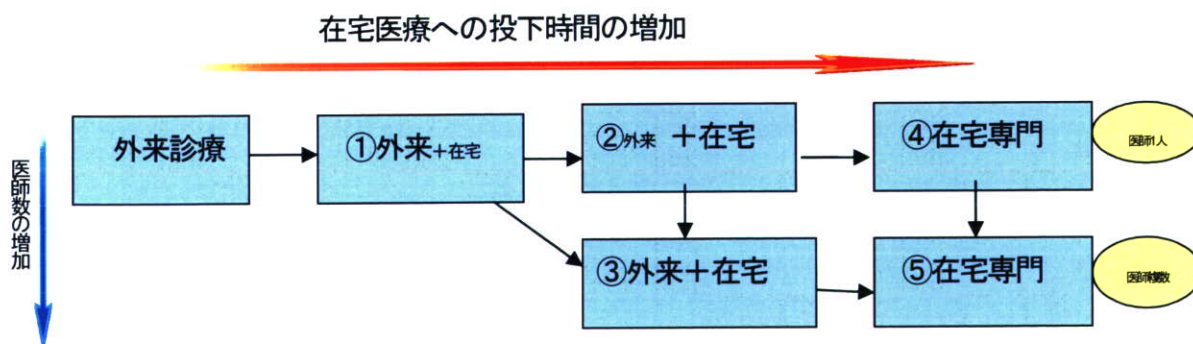 在宅医療への投下時間の増加
医師数の増加
外来診療
①外来+在宅
②外来 +在宅
④在宅専門
医師1人
③外来+在宅
⑤在宅専門
医師複数